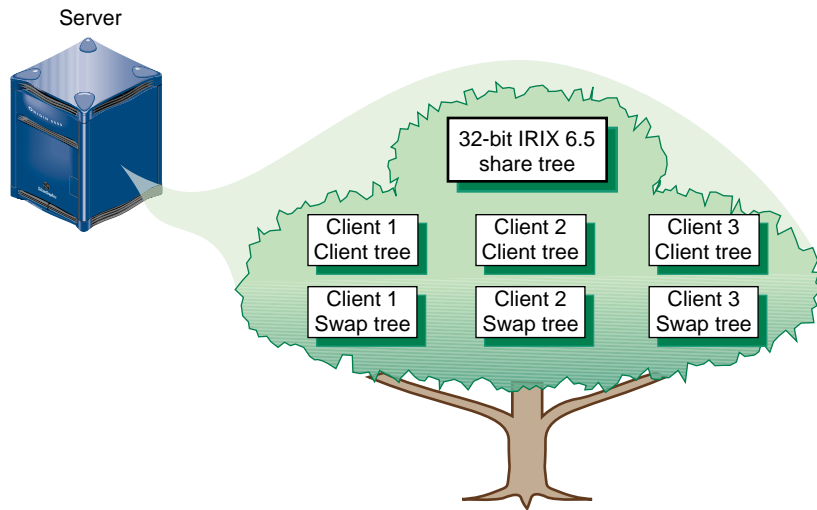 Server
32-bit IRIX 6.5
share tree
Client 1
Client tree
Client 2
Client tree
Client 3
Client tree
Client 1
Swap tree
Client 2
Swap tree
Client 3
Swap tree